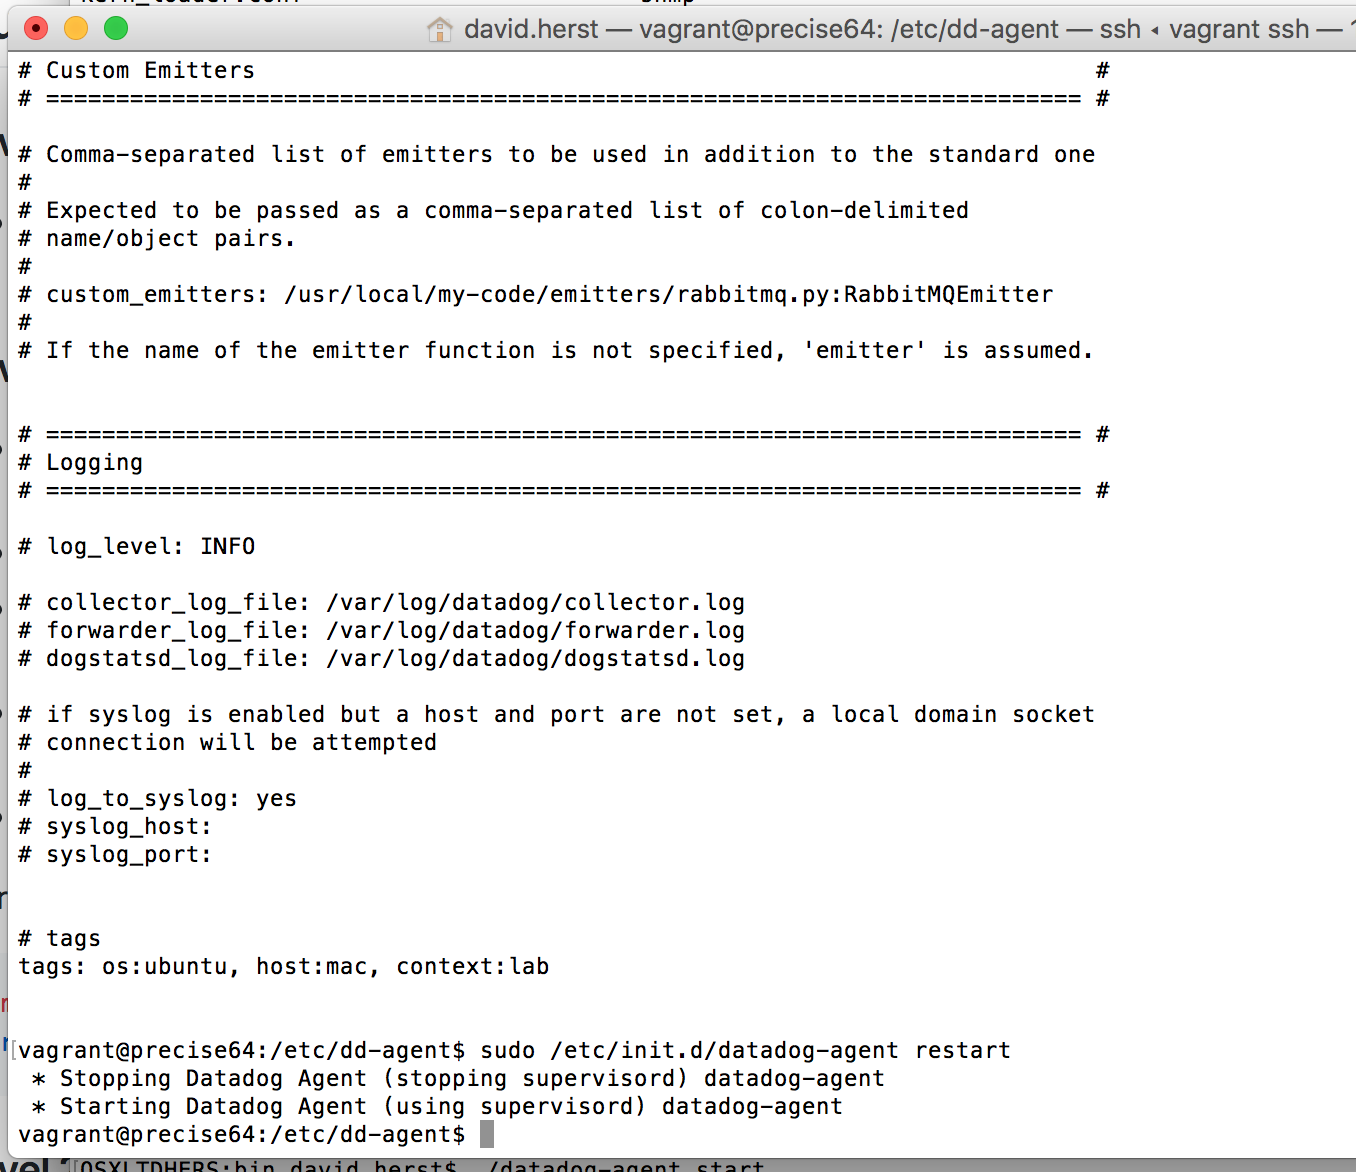 david.herst — vagrant@precise64: /etc/dd-agent — ssh ◂ vagrant ssh —
# Custom Emitters #
# ========================================================================== #
# Comma-separated list of emitters to be used in addition to the standard one
#
# Expected to be passed as a comma-separated list of colon-delimited
# name/object pairs.
#
# custom_emitters: /usr/local/my-code/emitters/rabbitmq.py:RabbitMQEmitter
#
# If the name of the emitter function is not specified, 'emitter' is assumed.
# ========================================================================== #
# Logging
# ========================================================================== #
# log_level: INFO
# collector_log_file: /var/log/datadog/collector.log
# forwarder_log_file: /var/log/datadog/forwarder.log
# dogstatsd_log_file: /var/log/datadog/dogstatsd.log
# if syslog is enabled but a host and port are not set, a local domain socket
# connection will be attempted
#
# log_to_syslog: yes
# syslog_host:
# syslog_port:
# tags
tags: os:ubuntu, host:mac, context:lab
vagrant@precise64:/etc/dd-agent$ sudo /etc/init.d/datadog-agent restart
* Stopping Datadog Agent (stopping supervisord) datadog-agent
* Starting Datadog Agent (using supervisord) datadog-agent
vagrant@precise64:/etc/dd-agent$
[OSXLTDHERS:bin david.herst$ ./datadog-agent start